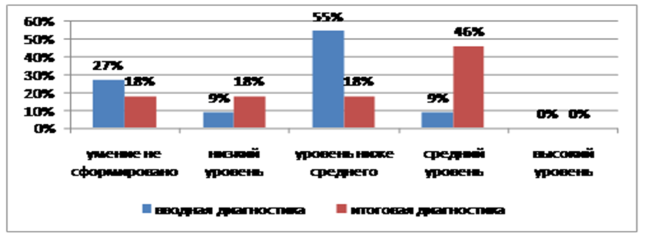 60%
55%
50%
46%
40%
30%
27%
20%
18% 18% 18%
10%
9% 9%
0%
0% 0%
умение не сформировано
низкий уровень
уровень ниже среднего
средний уровень
высокий уровень
вводная диагностика
итоговая диагностика